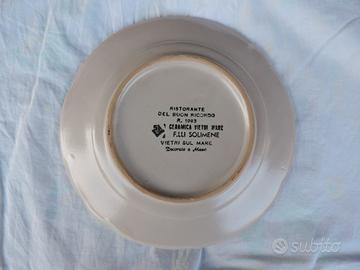 RISTORANTE
DEL BUON RICORDO
R. 1963
CERAMICA VIETRI MARE
F.LLI SOLIMENE
VIETRI SUL MARE
Decorato a Mano
subito